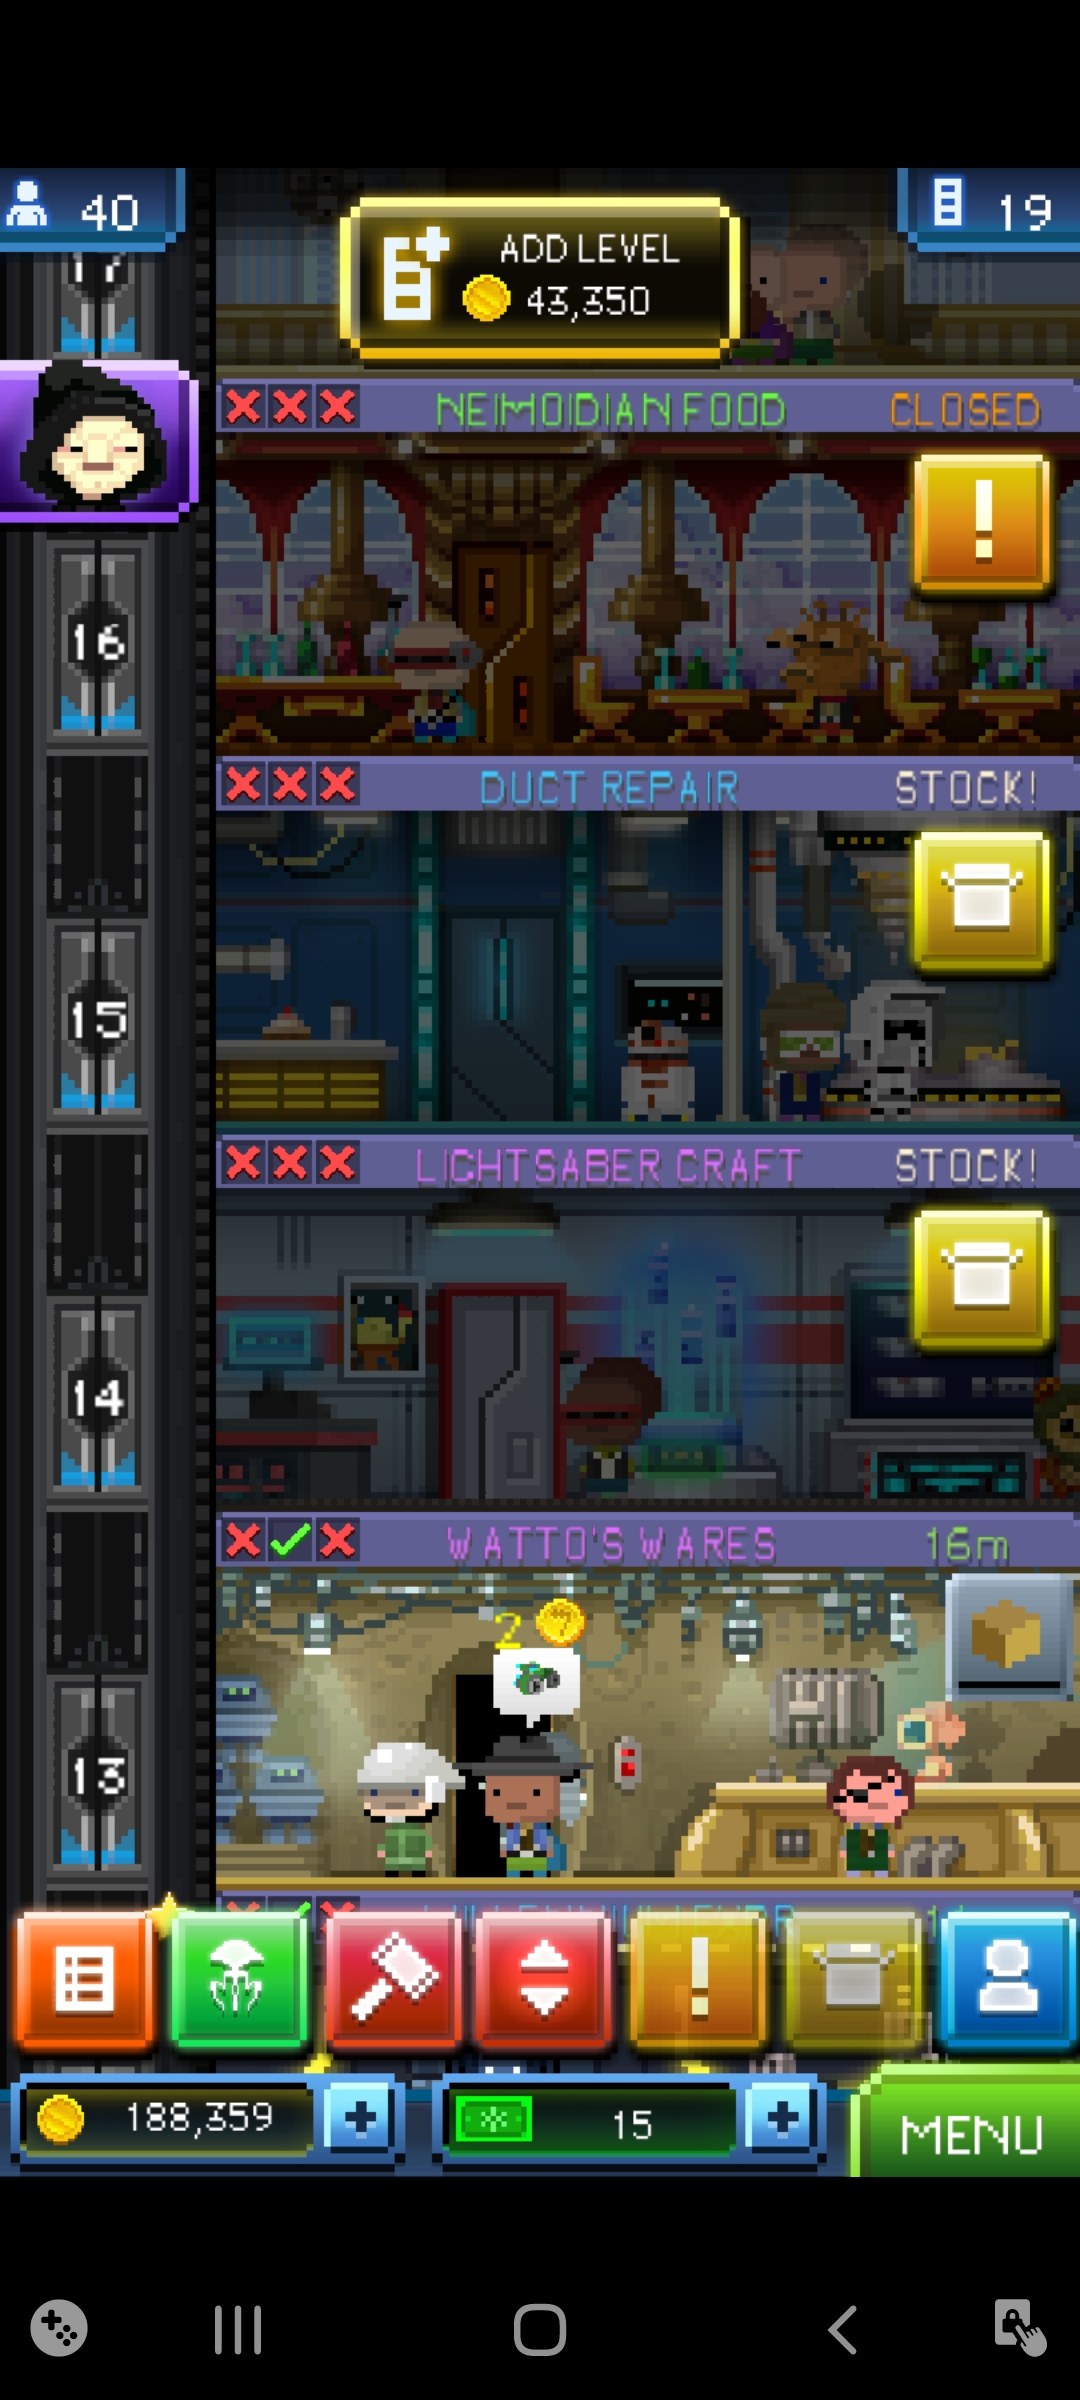 40
19
ADD LEVEL
43,350
17
NEIMOIDIAN FOOD
CLOSED
!
16
DUCT REPAIR
STOCK!
15
LIGHTSABER CRAFT
STOCK!
14
WATTO'S WARES
16m
2
13
!
188,359
15
MENU